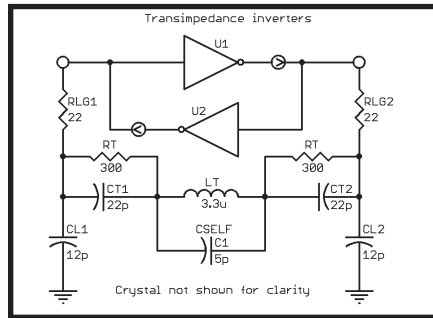 Transimpedance inverters
U1
U2
RLG1
22
RLG2
22
RT
300
RT
300
CT1
22p
LT
3.3u
CT2
22p
CSELF
C1
5p
CL1
12p
CL2
12p
Crystal not shown for clarity